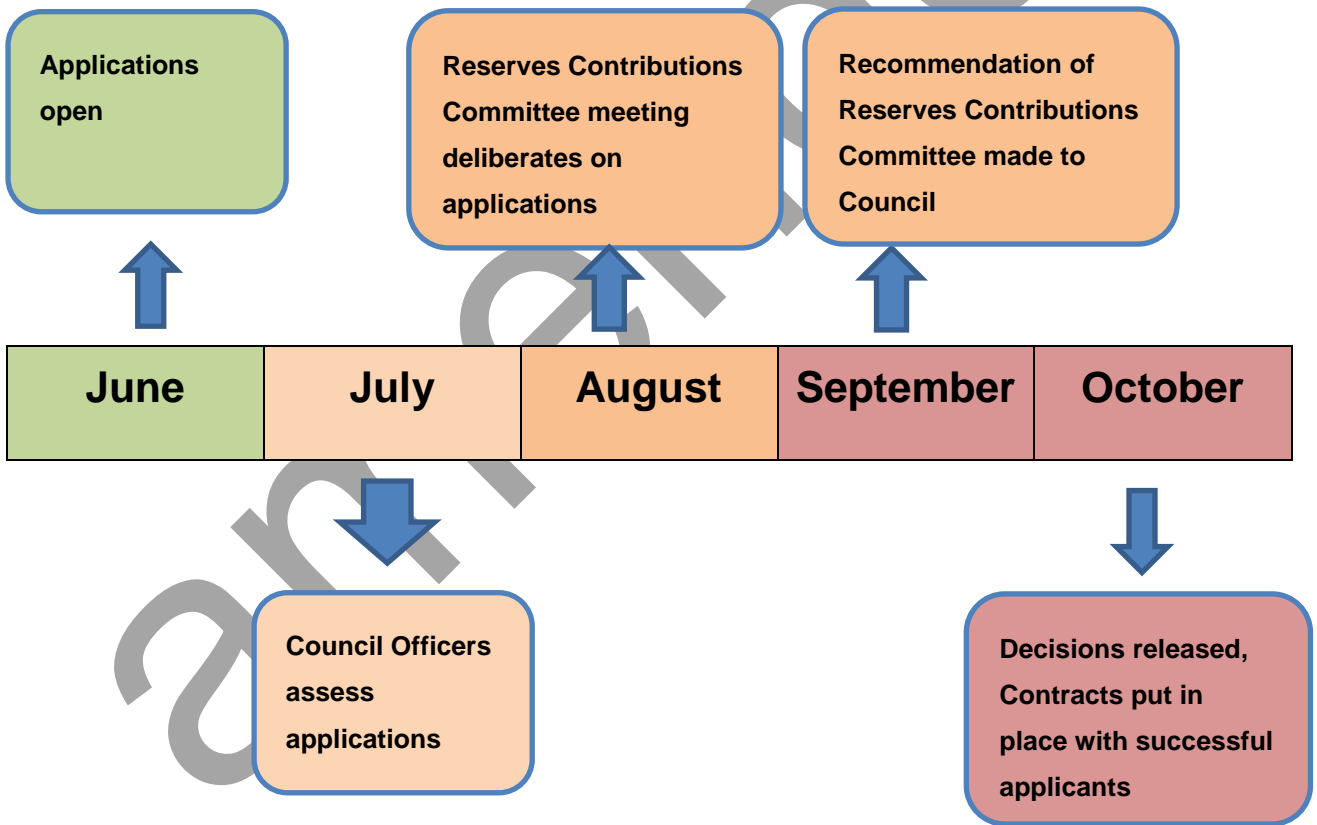 Applications
open
Reserves Contributions
Committee meeting
deliberates on
applications
Recommendation of
Reserves Contributions
Committee made to
Council
June
July
August
September
October
Council Officers
assess
applications
Decisions released,
Contracts put in
place with successful
applicants